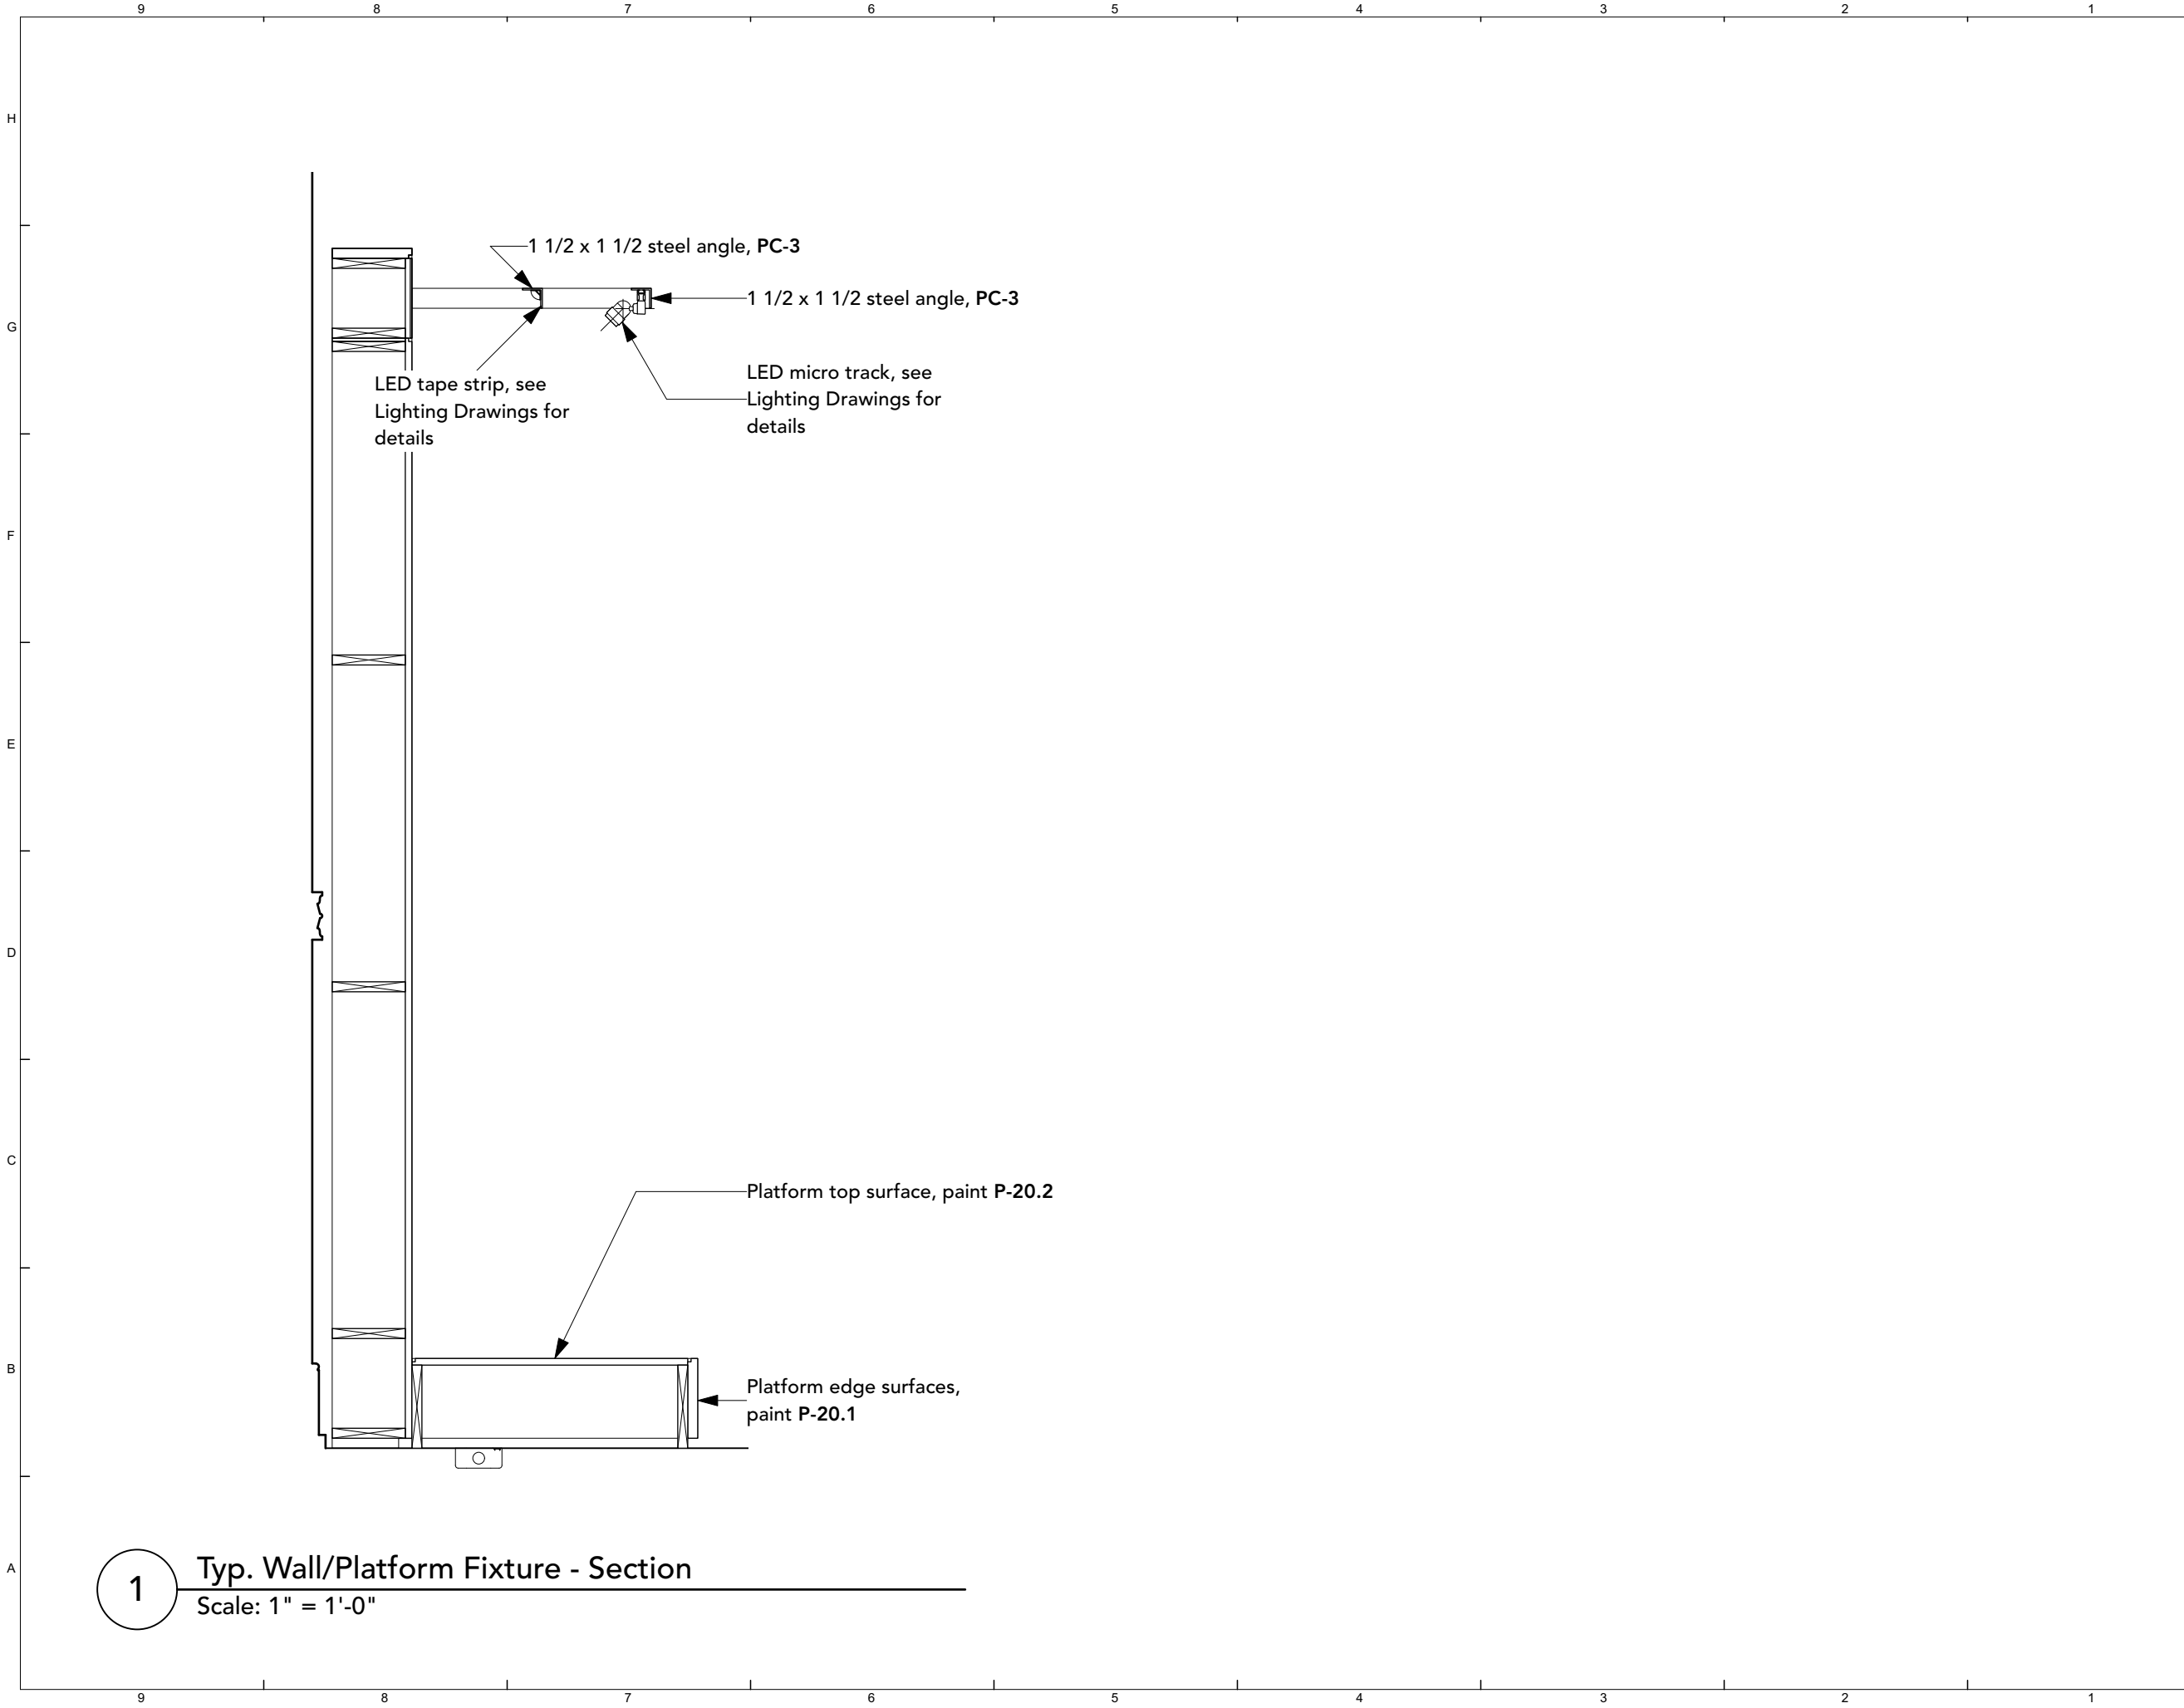 9 8 7 6 5 4 3 2 1
H
1 1/2 x 1 1/2 steel angle, PC-3
1 1/2 x 1 1/2 steel angle, PC-3
G
LED tape strip, see
Lighting Drawings for
details
LED micro track, see
Lighting Drawings for
details
F
E
D
C
Platform top surface, paint P-20.2
B
Platform edge surfaces,
paint P-20.1
A
1
Typ. Wall/Platform Fixture - Section
Scale: 1" = 1'-0"
9 8 7 6 5 4 3 2 1